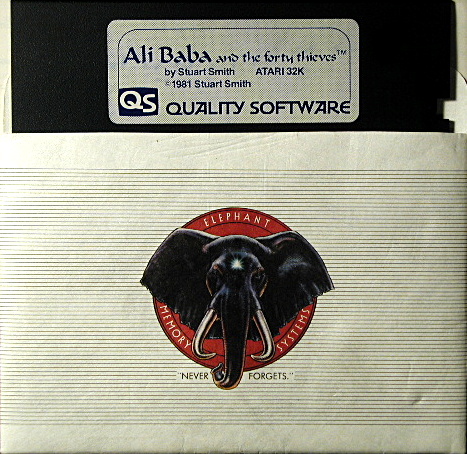 Ali Baba and the forty thieves™
by Stuart Smith ATARI 32K
©1981 Stuart Smith
QS QUALITY SOFTWARE
ELEPHANT
MEMORY SYSTEMS
"NEVER FORGETS."